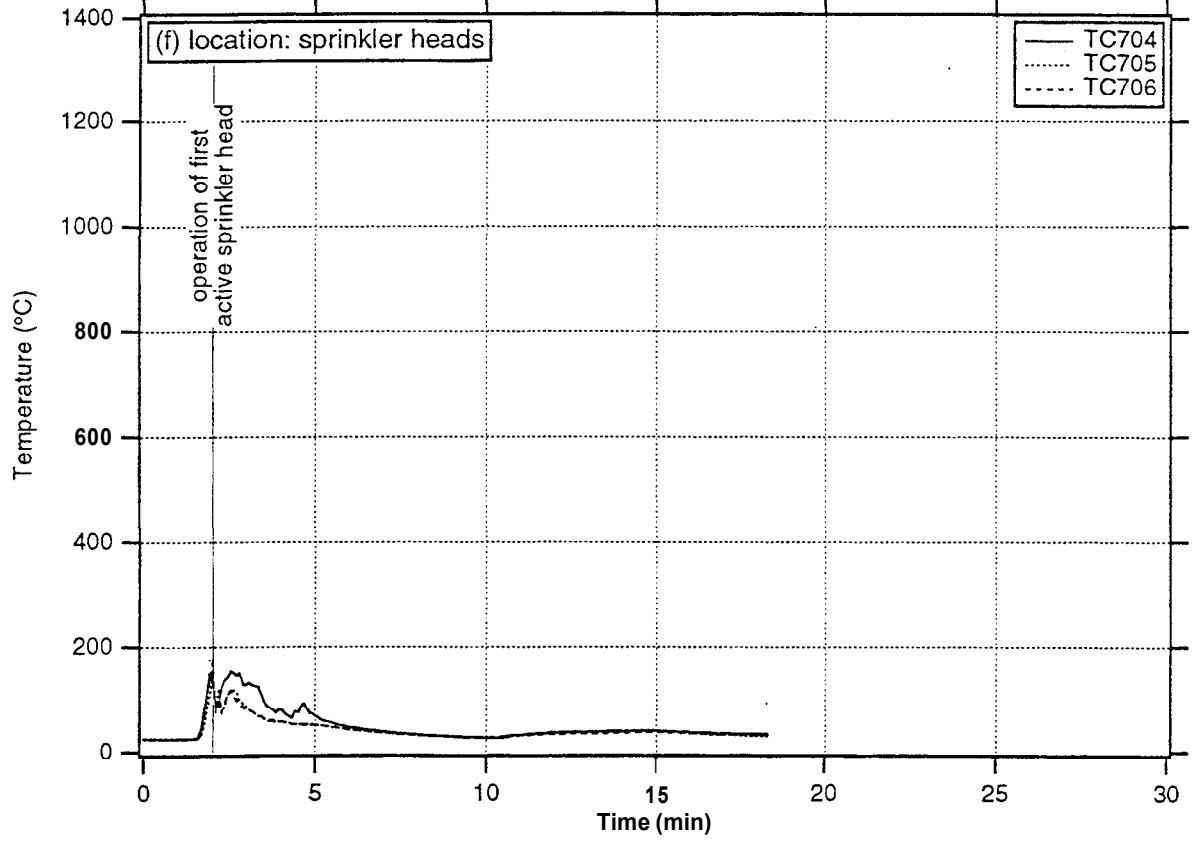 (f) location: sprinkler heads
TC704
TC705
TC706
operation of first
active sprinkler head
Temperature (°C)
1400
1200
1000
800
600
400
200
0
0 5 10 15 20 25 30
Time (min)